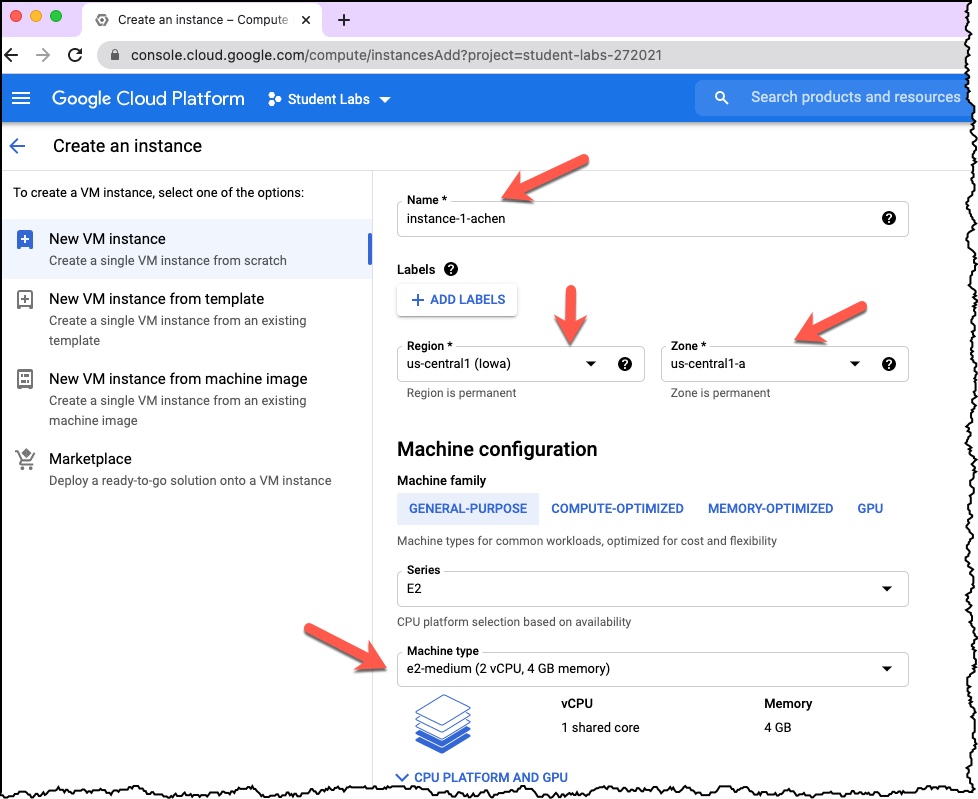 Create an instance – Compute
console.cloud.google.com/compute/instancesAdd?project=student-labs-272021
Google Cloud Platform
Student Labs
Search products and resources
Create an instance
To create a VM instance, select one of the options:
New VM instance
Create a single VM instance from scratch
New VM instance from template
Create a single VM instance from an existing
template
New VM instance from machine image
Create a single VM instance from an existing
machine image
Marketplace
Deploy a ready-to-go solution onto a VM instance
Name *
instance-1-achen
Labels
+ ADD LABELS
Region *
us-central1 (Iowa)
Region is permanent
Zone *
us-central1-a
Zone is permanent
Machine configuration
Machine family
GENERAL-PURPOSE COMPUTE-OPTIMIZED MEMORY-OPTIMIZED GPU
Machine types for common workloads, optimized for cost and flexibility
Series
E2
CPU platform selection based on availability
Machine type
e2-medium (2 vCPU, 4 GB memory)
vCPU
1 shared core
Memory
4 GB
CPU PLATFORM AND GPU